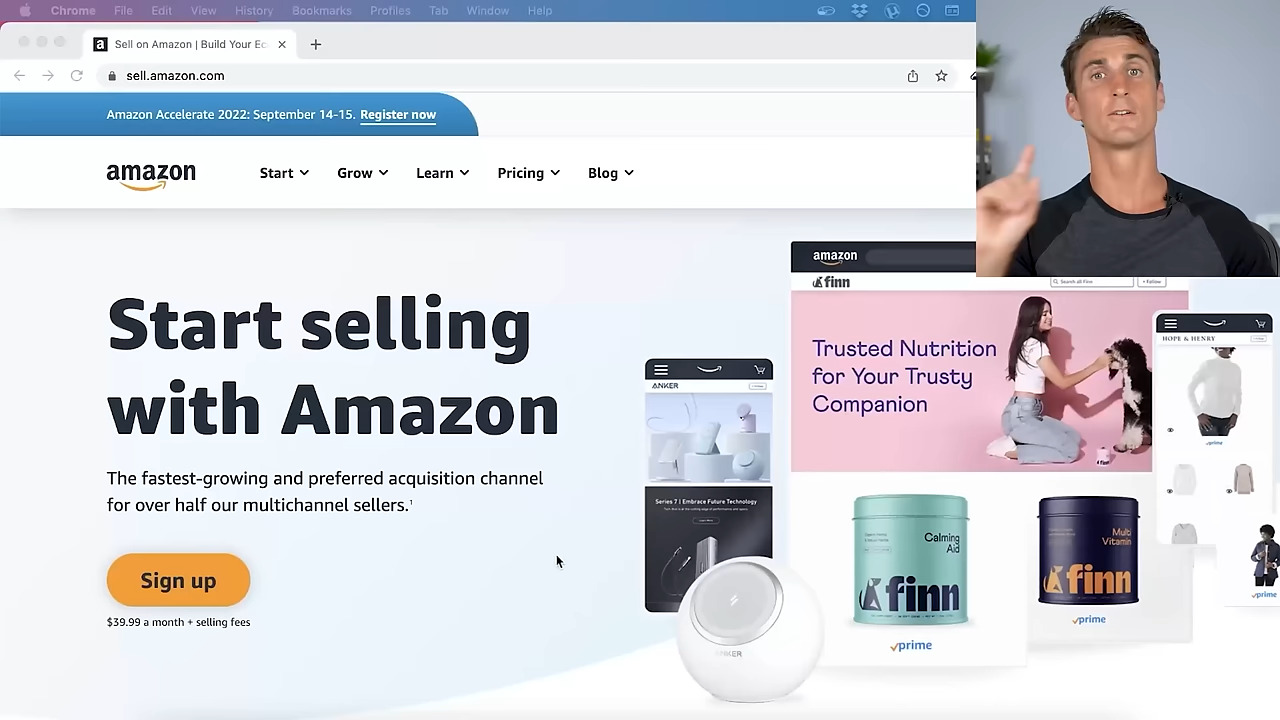 Chrome File Edit View History Bookmarks Profiles Tab Window Help
Sell on Amazon | Build Your Ec
sell.amazon.com
Amazon Accelerate 2022: September 14-15. Register now
amazon
Start Grow Learn Pricing Blog
Start selling
with Amazon
The fastest-growing and preferred acquisition channel
for over half our multichannel sellers.¹
Sign up
$39.99 a month + selling fees
ANKER
Series 7 | Embrace Future Technology
ANKER
amazon
finn
Search all Finn
+ Follow
Trusted Nutrition
for Your Trusty
Companion
Calming
Aid
finn
prime
Multi
Vitamin
finn
prime
HOPE & HENRY
prime
prime